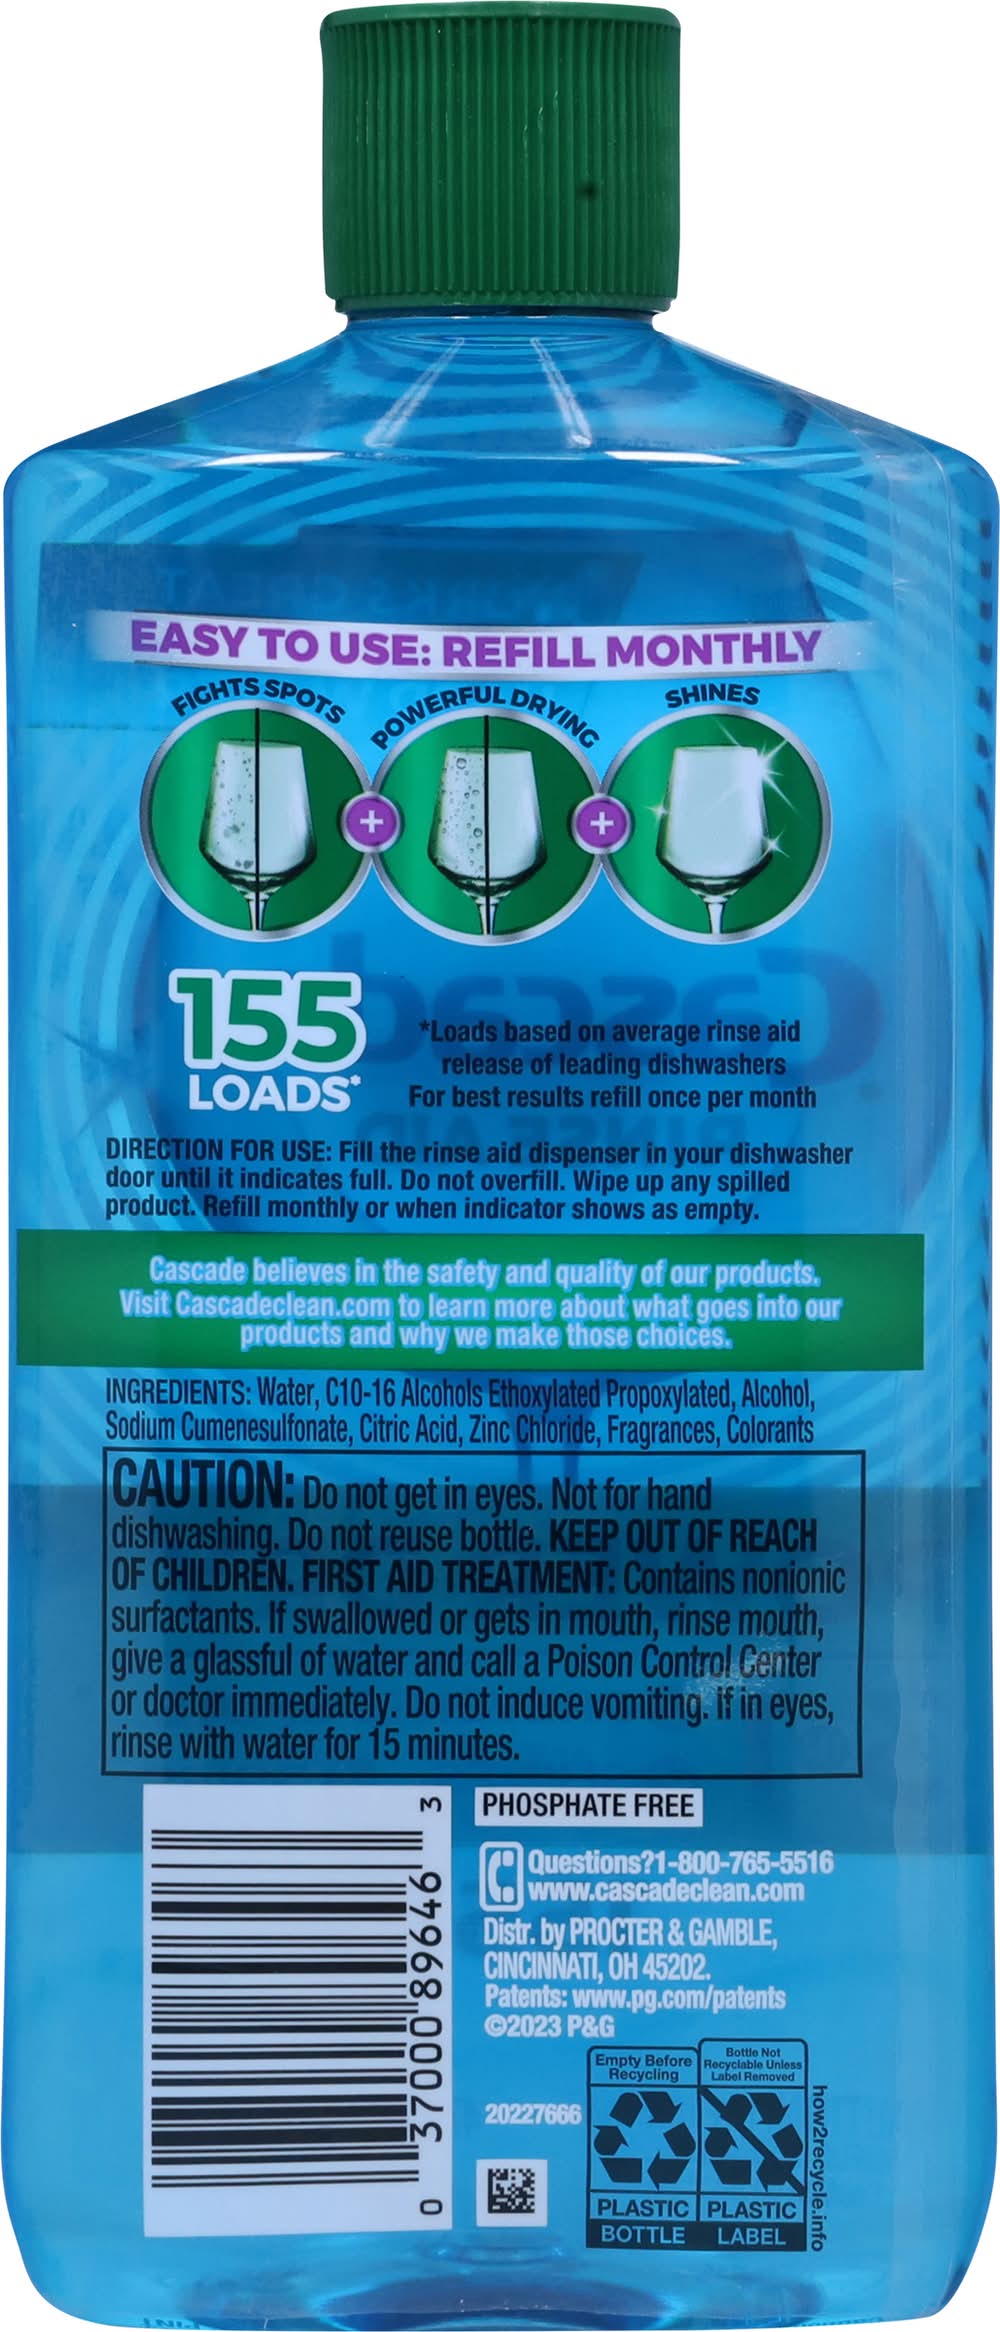 EASY TO USE: REFILL MONTHLY
FIGHTS SPOTS
POWERFUL DRYING
SHINES
155
LOADS*
*Loads based on average rinse aid
release of leading dishwashers
For best results refill once per month
DIRECTION FOR USE: Fill the rinse aid dispenser in your dishwasher
door until it indicates full. Do not overfill. Wipe up any spilled
product. Refill monthly or when indicator shows as empty.
Cascade believes in the safety and quality of our products.
Visit Cascadeclean.com to learn more about what goes into our
products and why we make those choices.
INGREDIENTS: Water, C10-16 Alcohols Ethoxylated Propoxylated, Alcohol,
Sodium Cumenesulfonate, Citric Acid, Zinc Chloride, Fragrances, Colorants
CAUTION: Do not get in eyes. Not for hand
dishwashing. Do not reuse bottle. KEEP OUT OF REACH
OF CHILDREN. FIRST AID TREATMENT: Contains nonionic
surfactants. If swallowed or gets in mouth, rinse mouth,
give a glassful of water and call a Poison Control Center
or doctor immediately. Do not induce vomiting. If in eyes,
rinse with water for 15 minutes.
0 37000 89646 3
PHOSPHATE FREE
Questions?1-800-765-5516
www.cascadeclean.com
Distr. by PROCTER & GAMBLE,
CINCINNATI, OH 45202.
Patents: www.pg.com/patents
©2023 P&G
20227666
Empty Before
Recycling
PLASTIC
BOTTLE
Bottle Not
Recyclable Unless
Label Removed
PLASTIC
LABEL
how2recycle.info